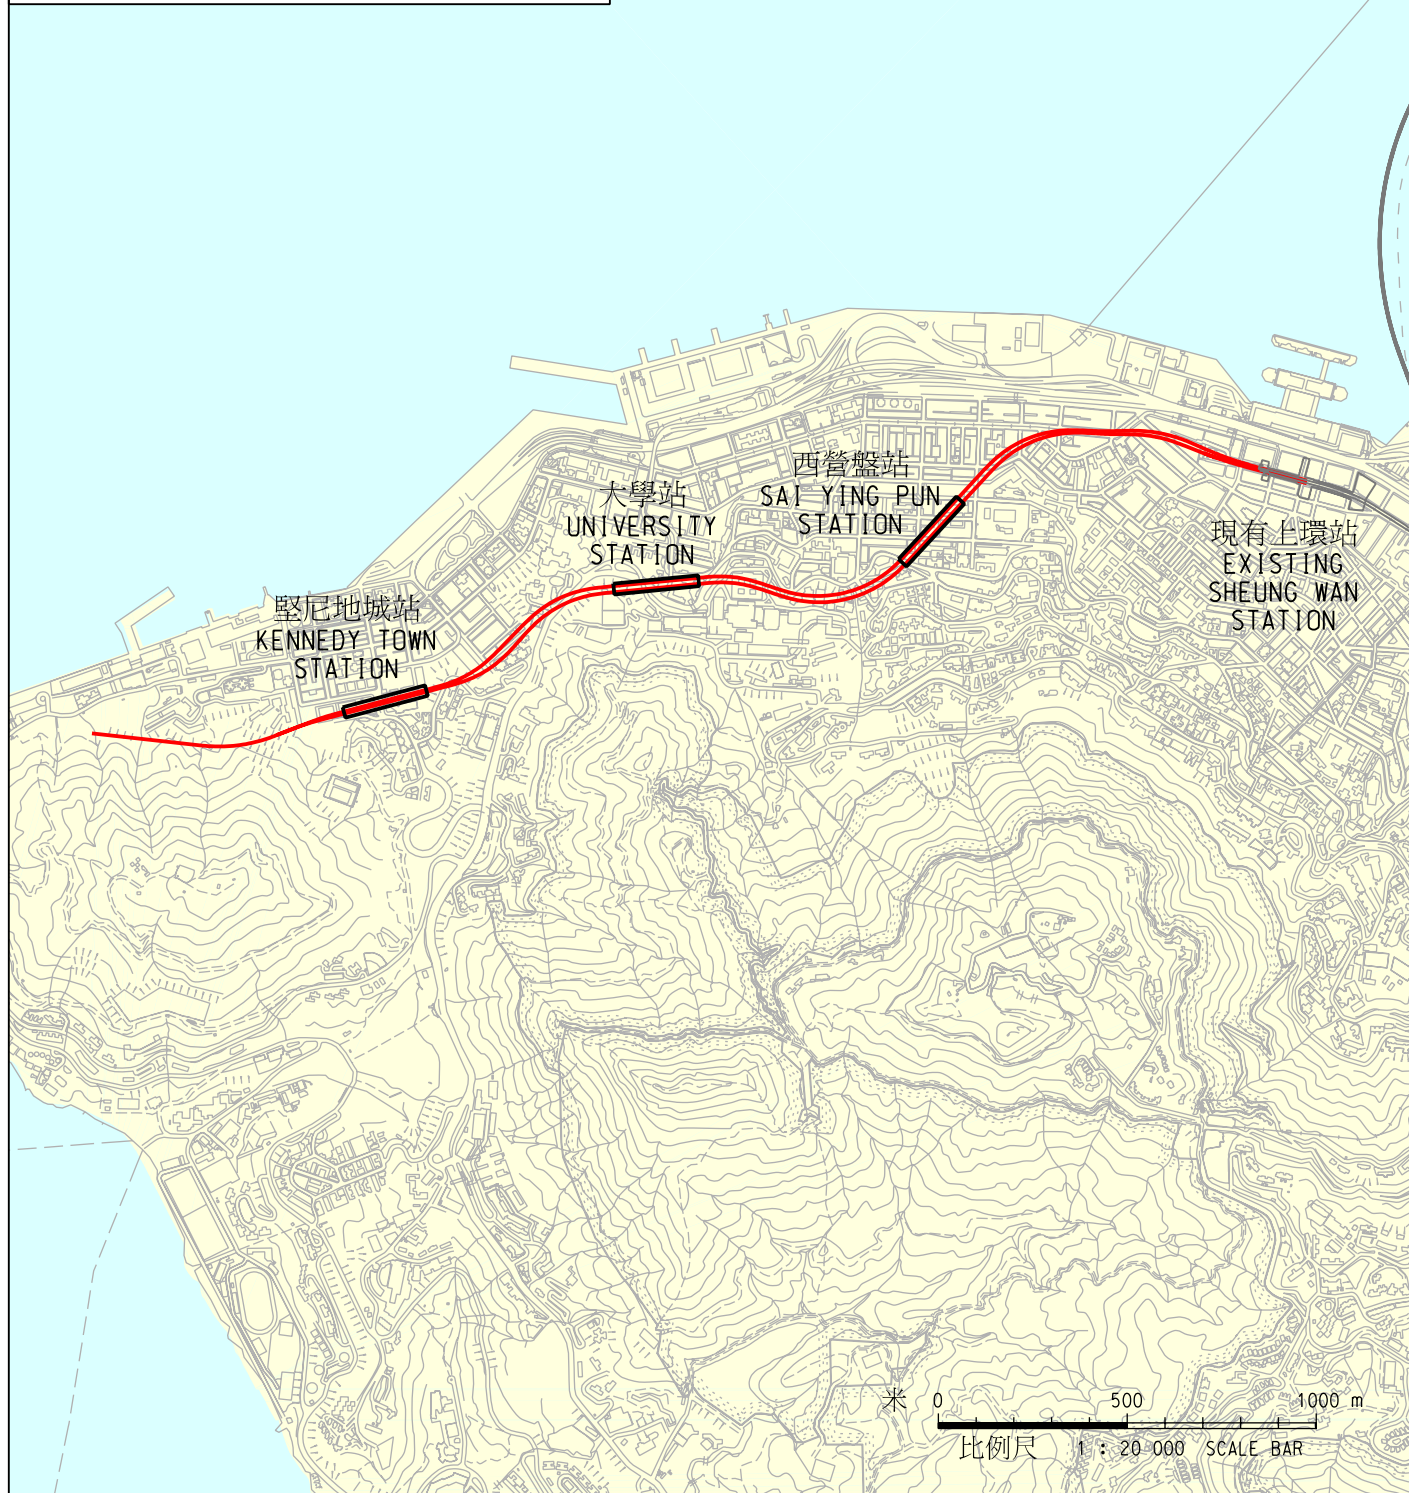 西營盤站
SAI YING PUN
STATION
大學站
UNIVERSITY
STATION
現有上環站
EXISTING
SHEUNG WAN
STATION
堅尼地城站
KENNEDY TOWN
STATION
米 0 500 1000 m
比例尺 1 : 20 000 SCALE BAR